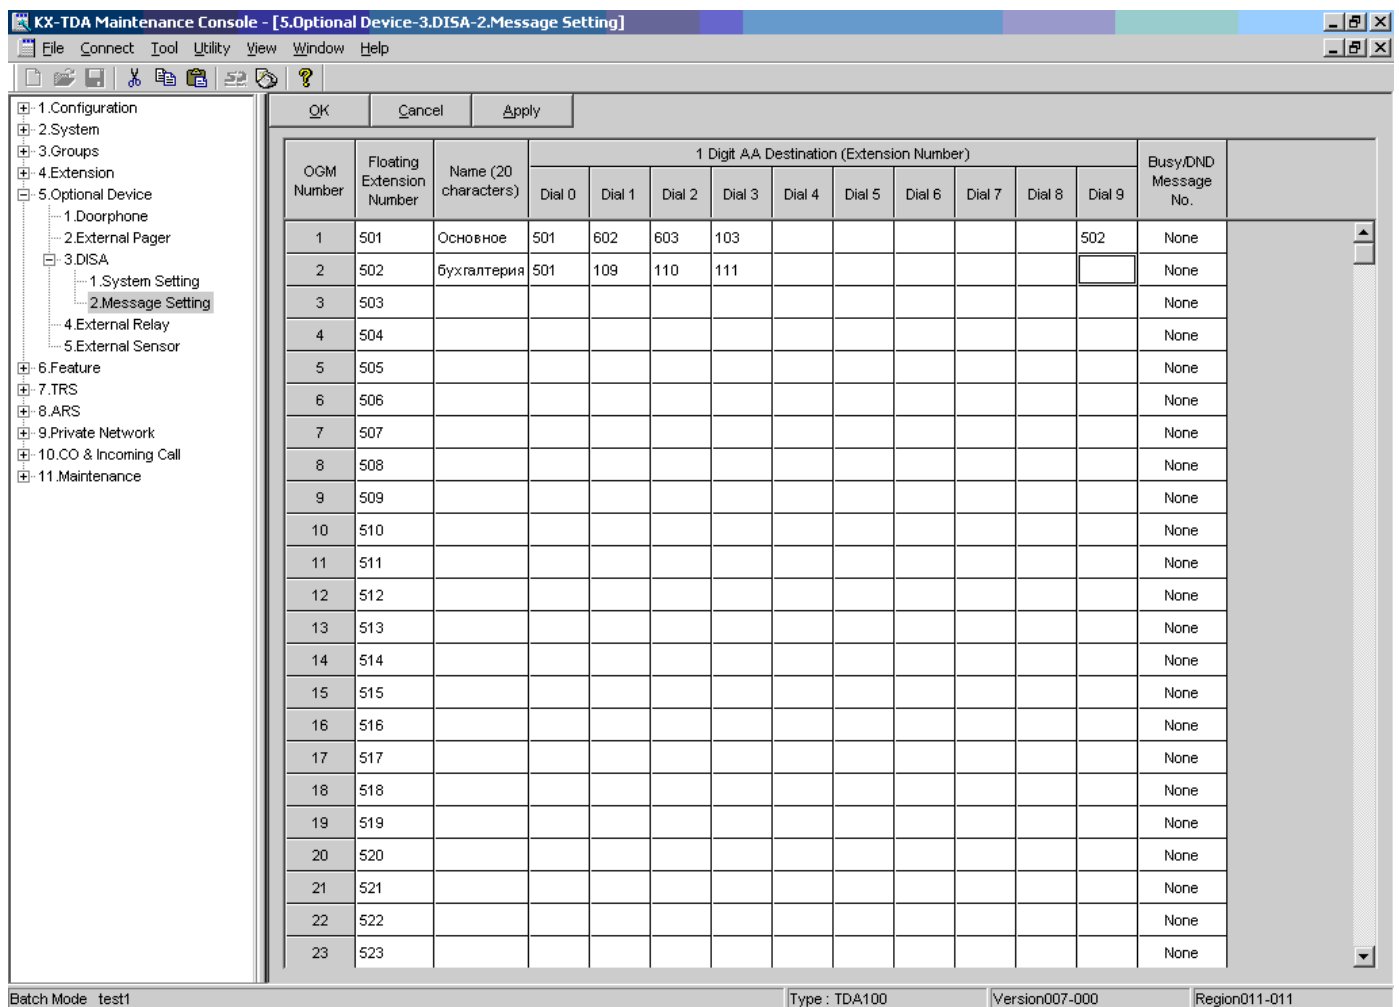 KX-TDA Maintenance Console - [5.Optional Device-3.DISA-2.Message Setting]
File Connect Tool Utility View Window Help
1.Configuration
2.System
3.Groups
4.Extension
5.Optional Device
1.Doorphone
2.External Pager
3.DISA
1.System Setting
2.Message Setting
4.External Relay
5.External Sensor
6.Feature
7.TRS
8.ARS
9.Private Network
10.CO & Incoming Call
11.Maintenance
OK Cancel Apply
OGM Number Floating Extension Number Name (20 characters) 1 Digit AA Destination (Extension Number) Busy/DND Message No.
Dial 0 Dial 1 Dial 2 Dial 3 Dial 4 Dial 5 Dial 6 Dial 7 Dial 8 Dial 9
1 501 Основное 501 602 603 103 502 None
2 502 бухгалтерия 501 109 110 111 None
3 503 None
4 504 None
5 505 None
6 506 None
7 507 None
8 508 None
9 509 None
10 510 None
11 511 None
12 512 None
13 513 None
14 514 None
15 515 None
16 516 None
17 517 None
18 518 None
19 519 None
20 520 None
21 521 None
22 522 None
23 523 None
Batch Mode test1 Type : TDA100 Version007-000 Region011-011